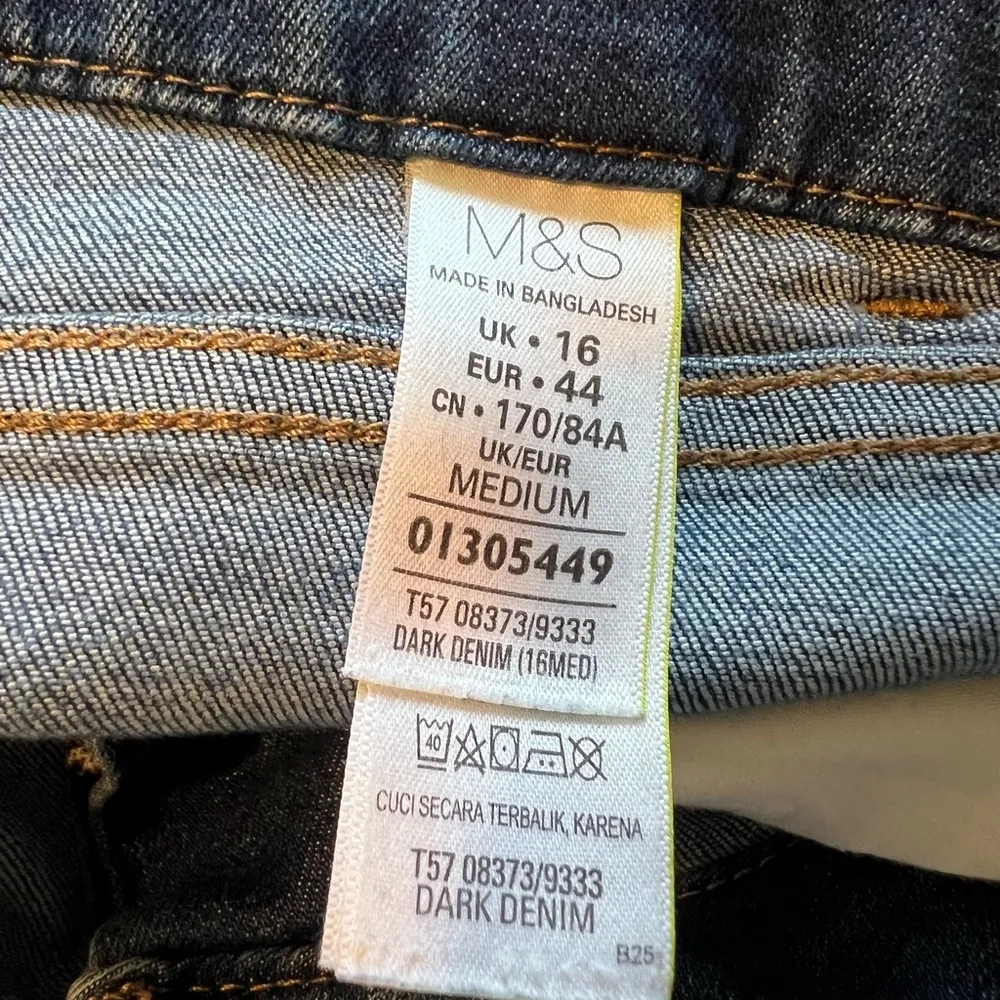 M&S
MADE IN BANGLADESH
UK • 16
EUR • 44
CN • 170/84A
UK/EUR
MEDIUM
01305449
T57 08373/9333
DARK DENIM (16MED)
40
CUCI SECARA TERBALIK, KARENA
T57 08373/9333
DARK DENIM
B25